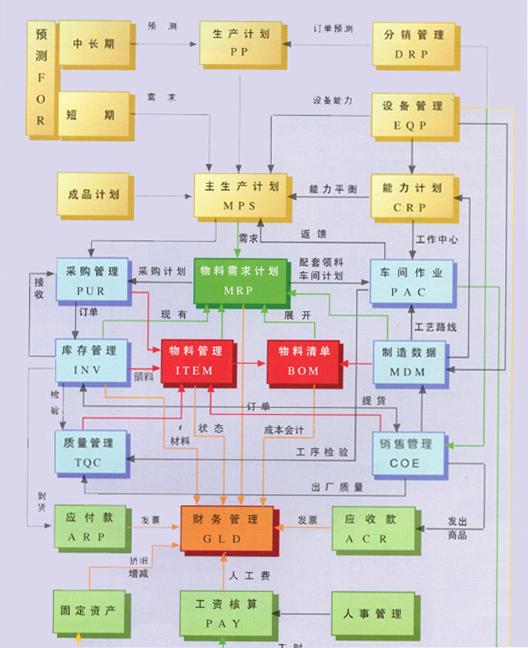 预测FOR
中长期
预 测
生产计划
PP
订单预测
分销管理
DRP
短 期
需 求
设备能力
设备管理
EQP
成品计划
主生产计划
MPS
能力平衡
能力计划
CRP
需求
返馈
工作中心
采购管理
PUR
采购计划
物料需求计划
MRP
配套领料
车间计划
车间作业
PAC
接收
订单
现有
展开
工艺路线
库存管理
INV
物料管理
ITEM
物料清单
BOM
制造数据
MDM
领料
检验
订单
提货
质量管理
TQC
状态
材料
成本会计
工序检验
销售管理
COE
出厂质量
到货
应付款
ARP
发票
财务管理
GLD
发票
应收款
ACR
发出
商品
折旧
增减
人工费
固定资产
工资核算
PAY
人事管理